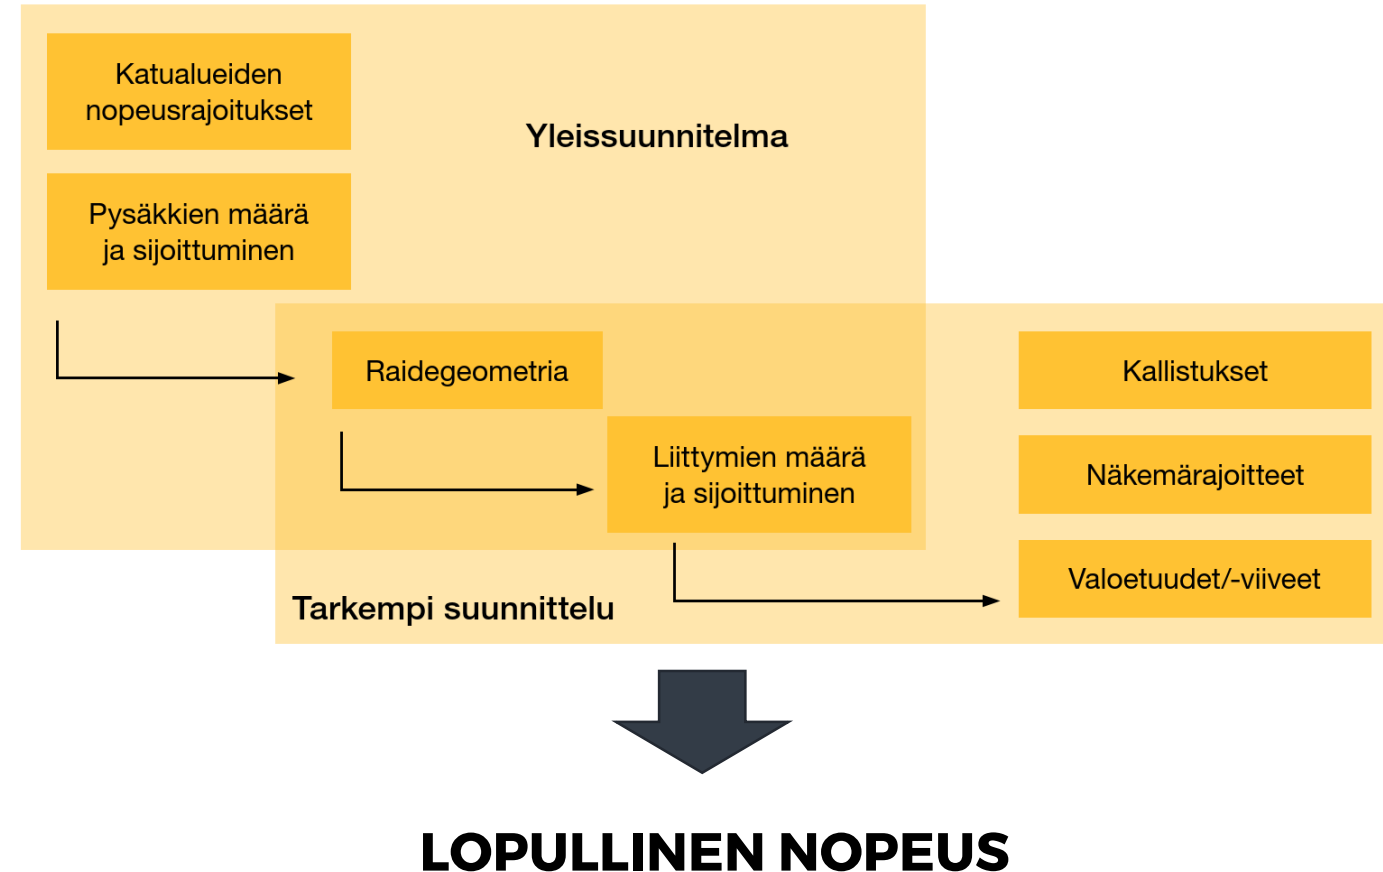 Katualueiden
nopeusrajoitukset
Yleissuunnitelma
Pysäkkien määrä
ja sijoittuminen
Raidegeometria
Kallistukset
Liittymien määrä
ja sijoittuminen
Näkemärajoitteet
Valoetuudet/-viiveet
Tarkempi suunnittelu
LOPULLINEN NOPEUS